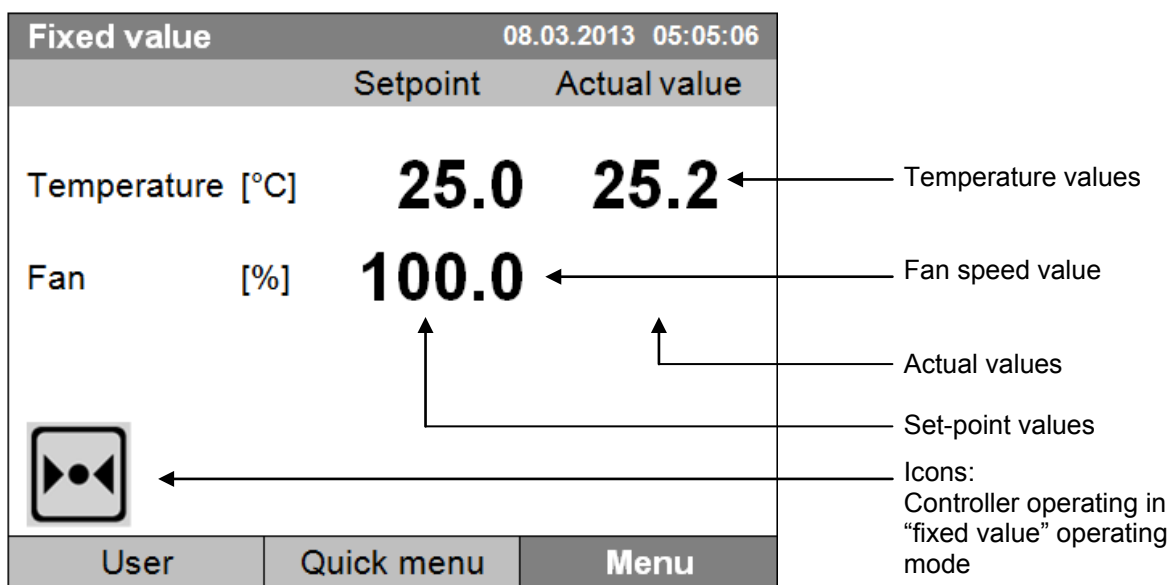 Fixed value 08.03.2013 05:05:06
Setpoint Actual value
Temperature [°C] 25.0 25.2
Temperature values
Fan [%] 100.0
Fan speed value
Actual values
Set-point values
Icons:
Controller operating in
“fixed value” operating
mode
User Quick menu Menu